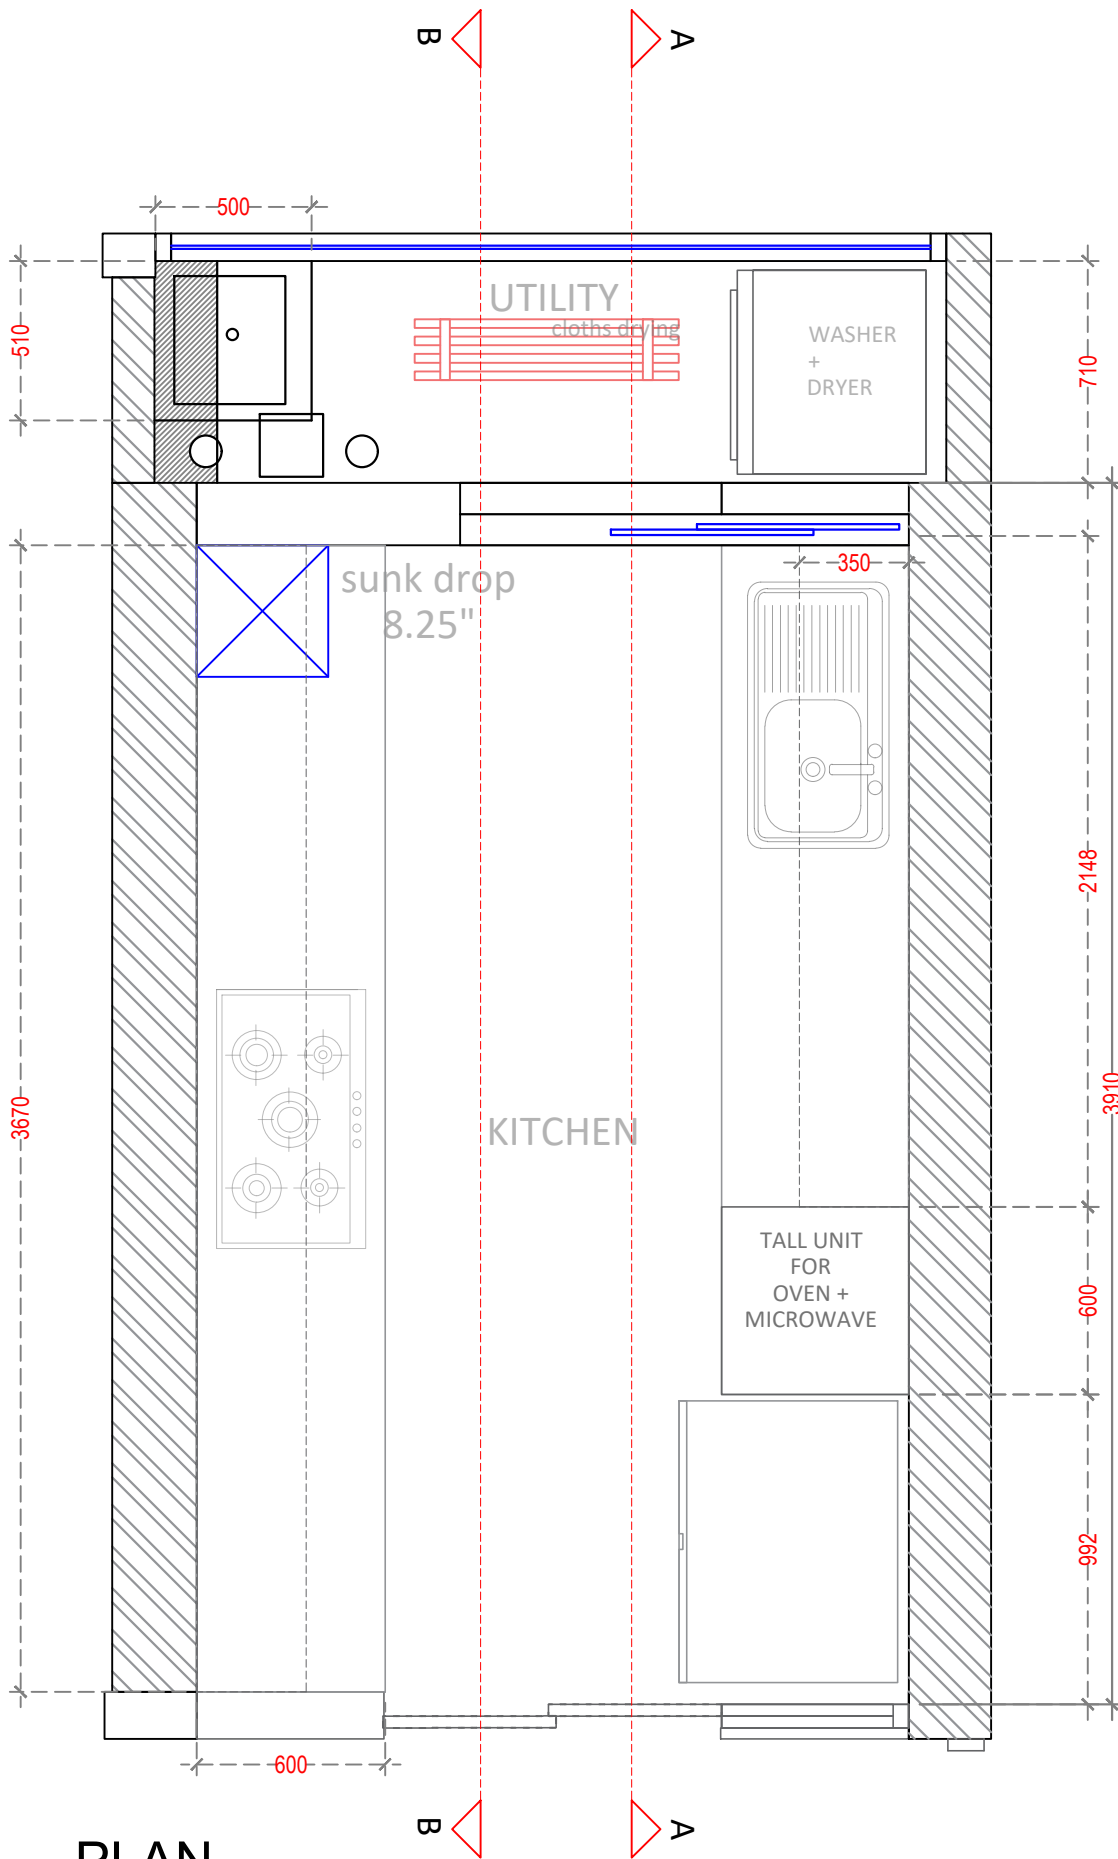 B
A
500
UTILITY
cloths drying
WASHER
+
DRYER
510
710
sunk drop
8.25"
350
2148
3910
3670
KITCHEN
TALL UNIT
FOR
OVEN +
MICROWAVE
600
992
600
B
A
PLAN